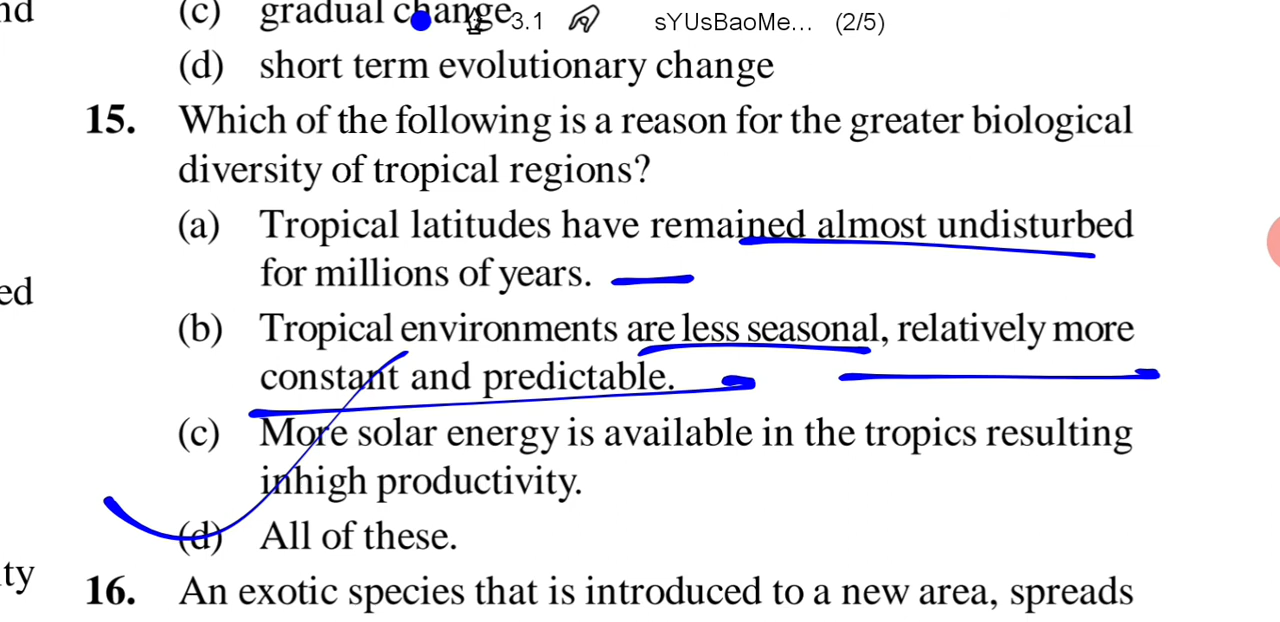 nd (c) gradual change 3.1 sYUsBaoMe... (2/5)
(d) short term evolutionary change
15. Which of the following is a reason for the greater biological
diversity of tropical regions?
(a) Tropical latitudes have remained almost undisturbed
for millions of years.
ed
(b) Tropical environments are less seasonal, relatively more
constant and predictable.
(c) More solar energy is available in the tropics resulting
inhigh productivity.
(d) All of these.
ty
16. An exotic species that is introduced to a new area, spreads